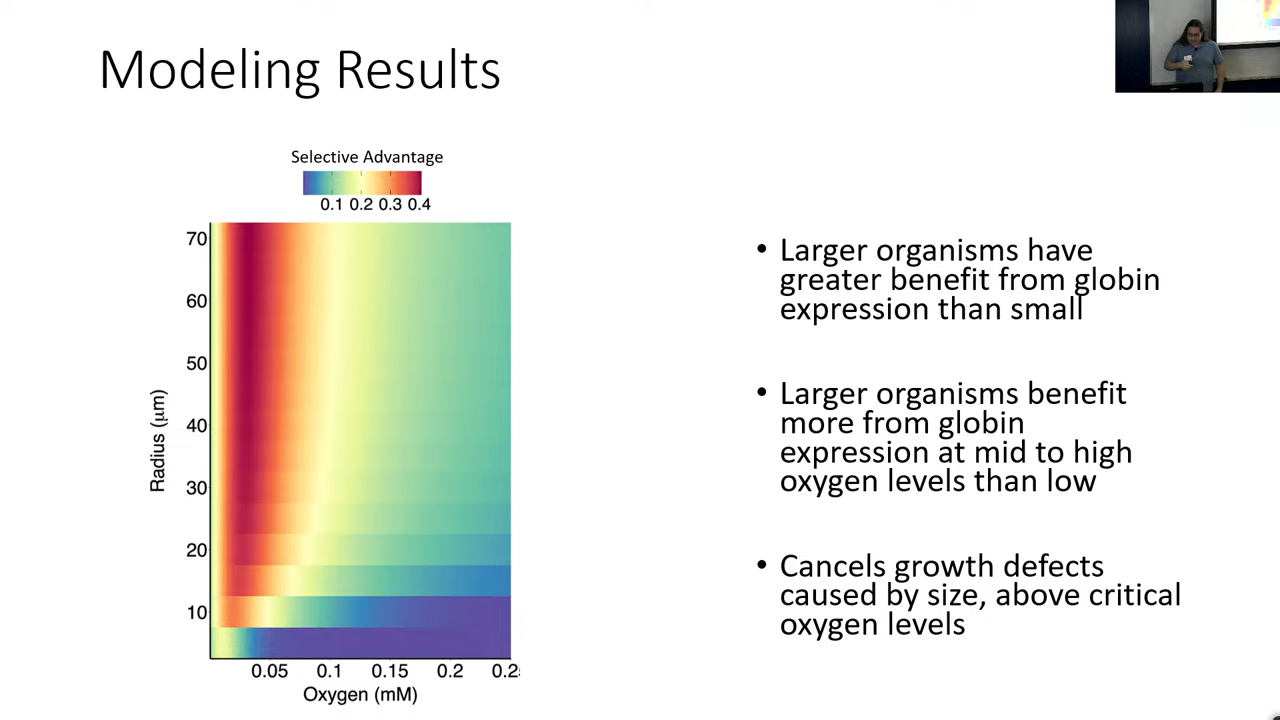 Modeling Results
Selective Advantage
0.1 0.2 0.3 0.4
70
60
50
40
30
20
10
Radius (μm)
0.05 0.1 0.15 0.2 0.2
Oxygen (mM)
• Larger organisms have
greater benefit from globin
expression than small
• Larger organisms benefit
more from globin
expression at mid to high
oxygen levels than low
• Cancels growth defects
caused by size, above critical
oxygen levels